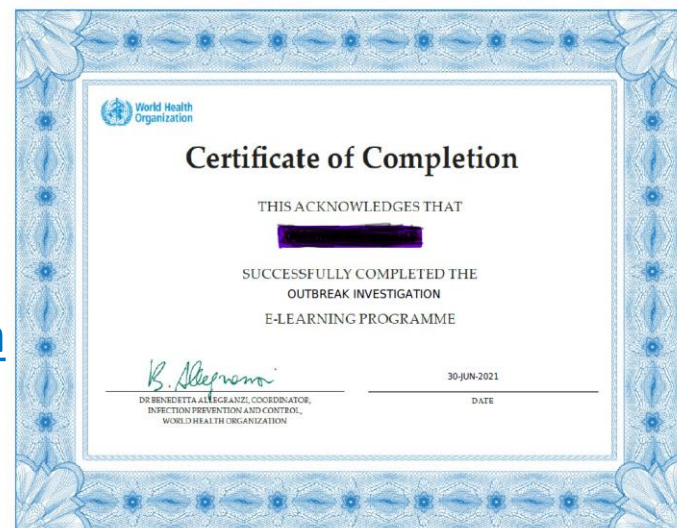 World Health
Organization
Certificate of Completion
THIS ACKNOWLEDGES THAT
SUCCESSFULLY COMPLETED THE
OUTBREAK INVESTIGATION
E-LEARNING PROGRAMME
30-JUN-2021
DR BENEDETTA ALLEGRANZI, COORDINATOR,
INFECTION PREVENTION AND CONTROL,
WORLD HEALTH ORGANIZATION
DATE